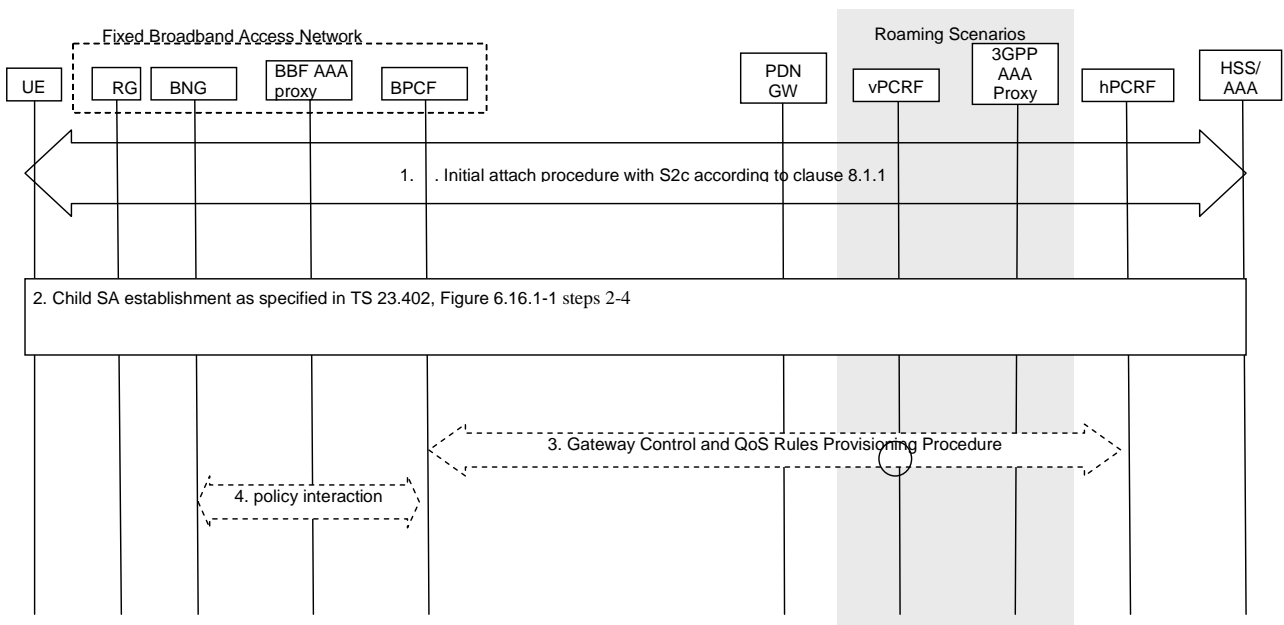 Fixed Broadband Access Network
Roaming Scenarios
UE
RG
BNG
BBF AAA
proxy
BPCF
PDN
GW
vPCRF
3GPP
AAA
Proxy
hPCRF
HSS/
AAA
1. . Initial attach procedure with S2c according to clause 8.1.1
2. Child SA establishment as specified in TS 23.402, Figure 6.16.1-1 steps 2-4
3. Gateway Control and QoS Rules Provisioning Procedure
4. policy interaction